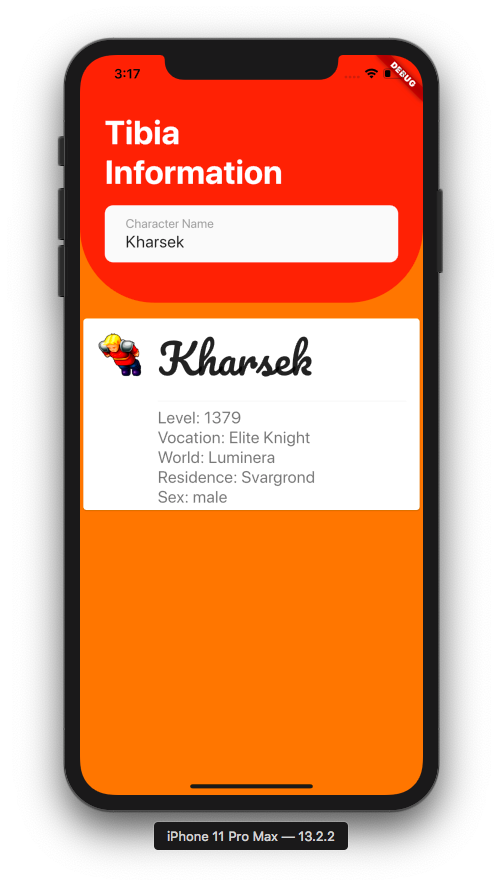 3:17
DEBUG
Tibia
Information
Character Name
Kharsek
Kharsek
Level: 1379
Vocation: Elite Knight
World: Luminera
Residence: Svargrond
Sex: male
iPhone 11 Pro Max — 13.2.2